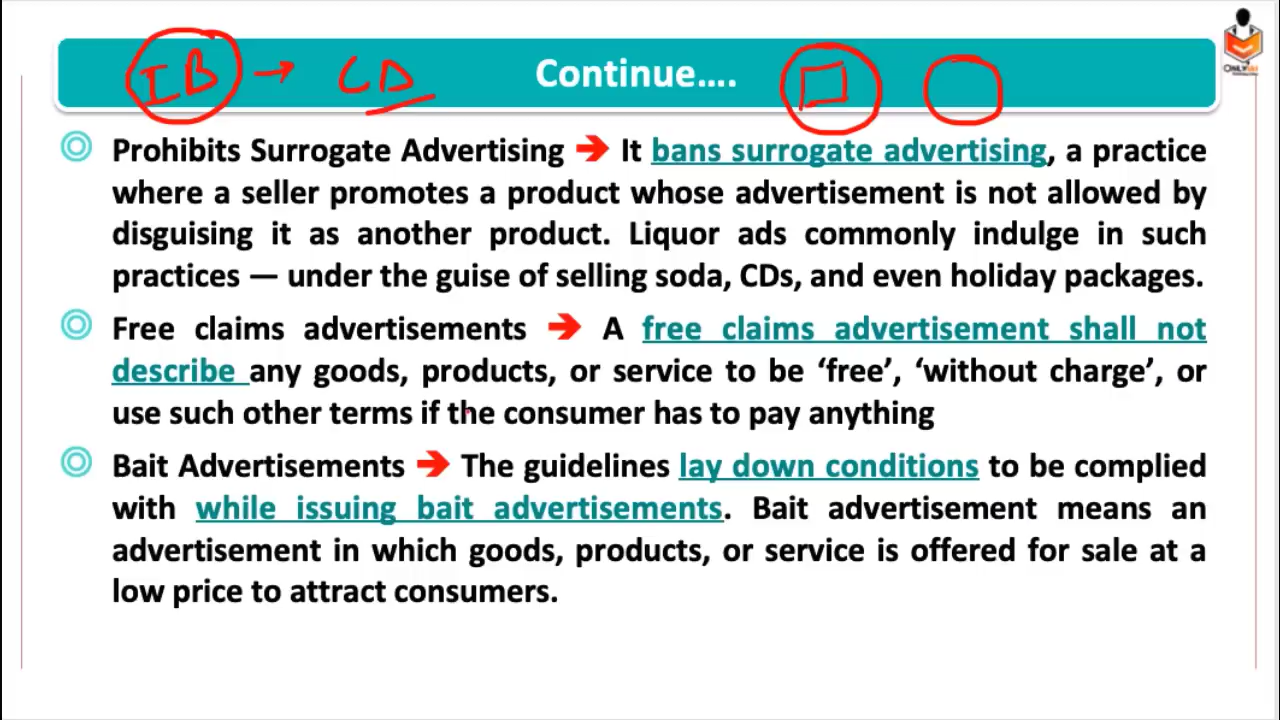 IB → CD
Continue....
Prohibits Surrogate Advertising ➔ It bans surrogate advertising, a practice
where a seller promotes a product whose advertisement is not allowed by
disguising it as another product. Liquor ads commonly indulge in such
practices — under the guise of selling soda, CDs, and even holiday packages.
Free claims advertisements ➔ A free claims advertisement shall not
describe any goods, products, or service to be ‘free’, ‘without charge’, or
use such other terms if the consumer has to pay anything
Bait Advertisements ➔ The guidelines lay down conditions to be complied
with while issuing bait advertisements. Bait advertisement means an
advertisement in which goods, products, or service is offered for sale at a
low price to attract consumers.